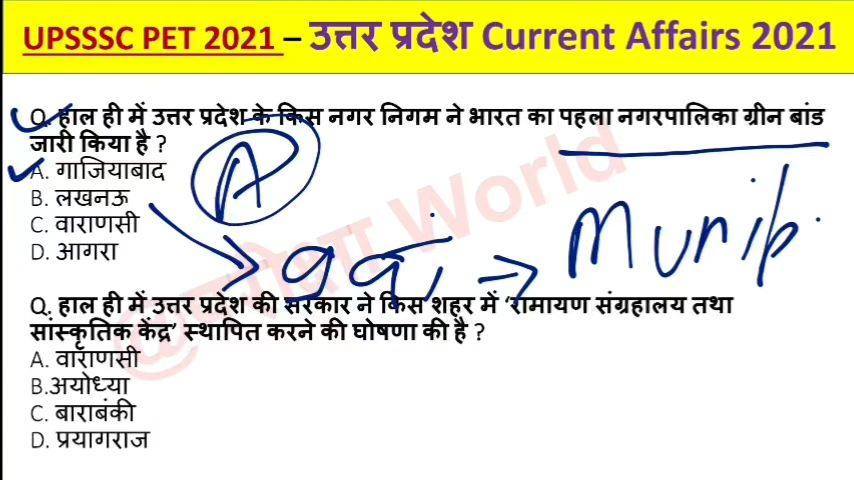 UPSSSC PET 2021 – उत्तर प्रदेश Current Affairs 2021
Q. हाल ही में उत्तर प्रदेश के किस नगर निगम ने भारत का पहला नगरपालिका ग्रीन बांड
जारी किया है ?
A. गाजियाबाद
A
B. लखनऊ
C. वाराणसी
D. आगरा
Q. हाल ही में उत्तर प्रदेश की सरकार ने किस शहर में ‘रामायण संग्रहालय तथा
सांस्कृतिक केंद्र’ स्थापित करने की घोषणा की है ?
A. वाराणसी
B.अयोध्या
C. बाराबंकी
D. प्रयागराज
World